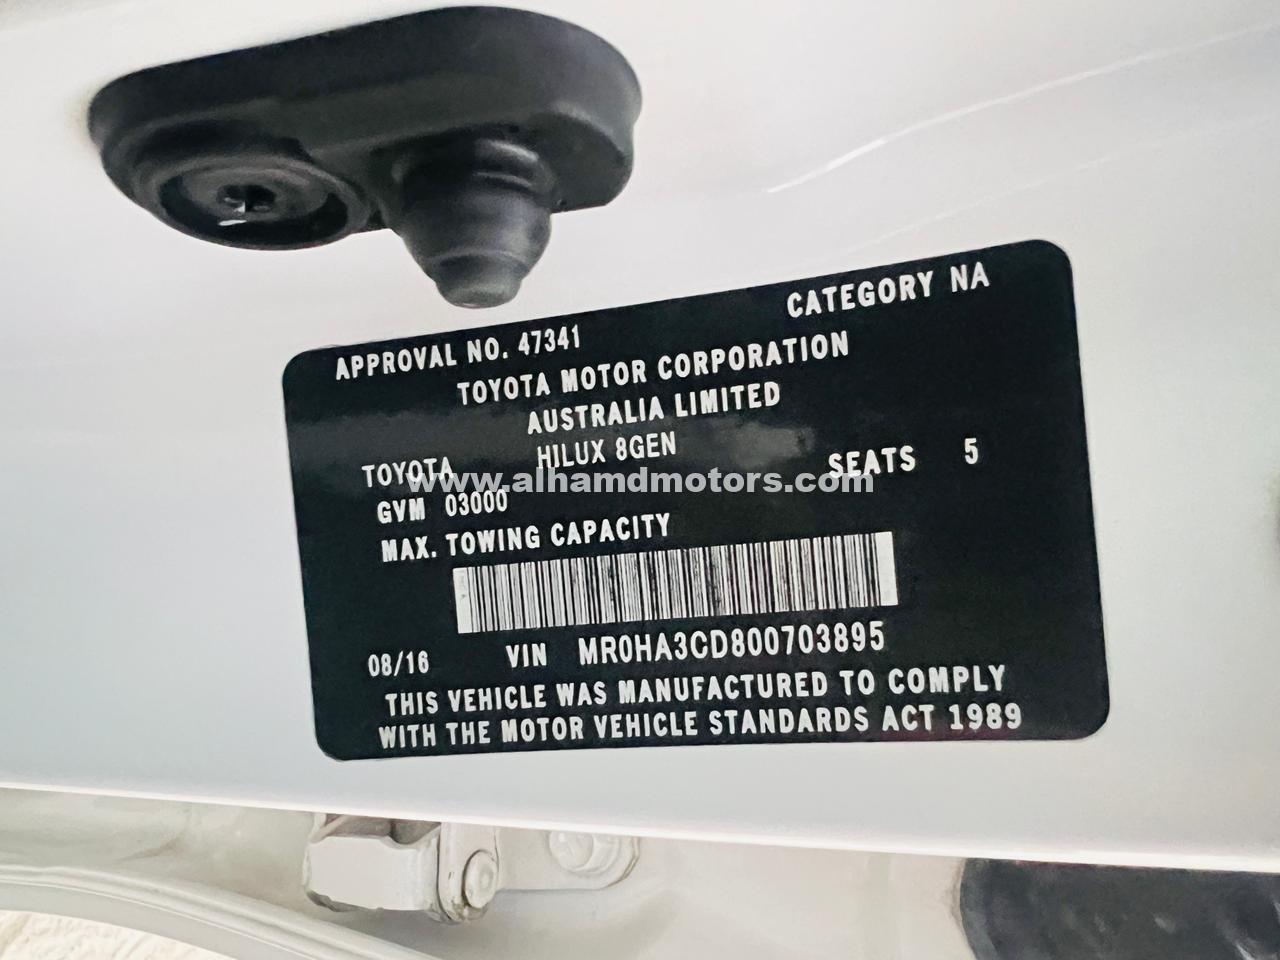 APPROVAL NO. 47341 CATEGORY NA
TOYOTA MOTOR CORPORATION
AUSTRALIA LIMITED
TOYOTA HILUX 8GEN
www.alhamdmotors.com
GVM 03000 SEATS 5
MAX. TOWING CAPACITY
08/16 VIN MR0HA3CD800703895
THIS VEHICLE WAS MANUFACTURED TO COMPLY
WITH THE MOTOR VEHICLE STANDARDS ACT 1989